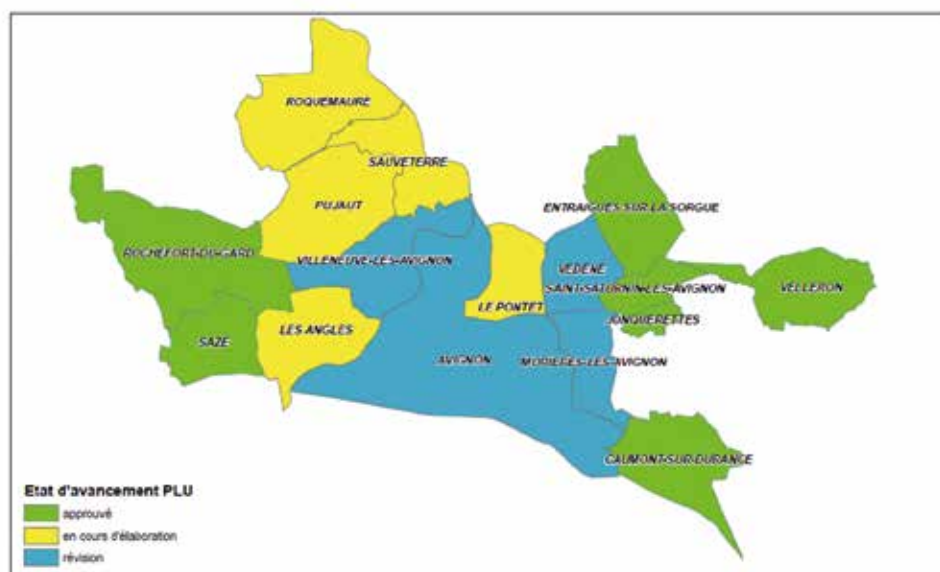 ROQUEMAURE
SAUVETERRE
PUJAUT
ENTRAIGUES-SUR-LA-SORGUE
ROCHEFORT-DU-GARD
VILLENEUVE-LES-AVIGNON
VEDENE
SAINT-SATURNIN-LES-AVIGNON
VELLERON
LE PONTET
JONQUERETTES
LES ANGLES
SAZE
AVIGNON
MORIERES-LES-AVIGNON
CAUMONT-SUR-DURANCE
Etat d'avancement PLU
approuvé
en cours d'élaboration
révision